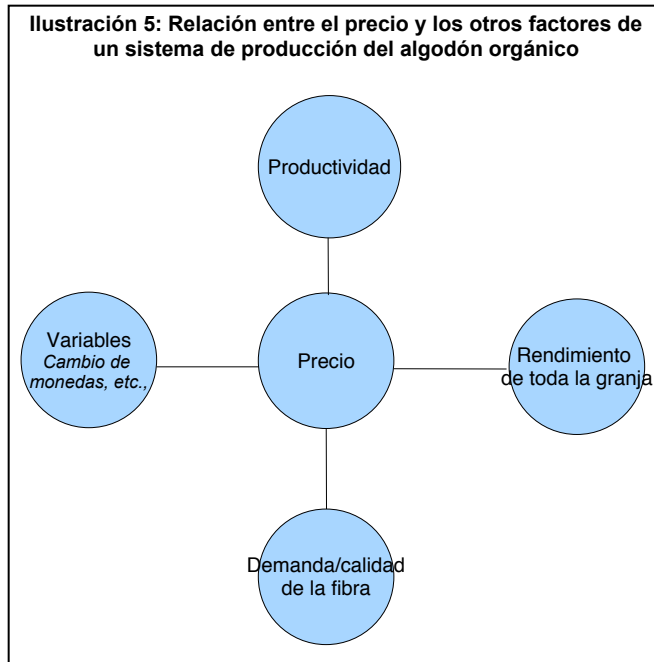 Ilustración 5: Relación entre el precio y los otros factores de
un sistema de producción del algodón orgánico
Productividad
Variables
Cambio de
monedas, etc.,
Precio
Rendimiento
de toda la granja
Demanda/calidad
de la fibra